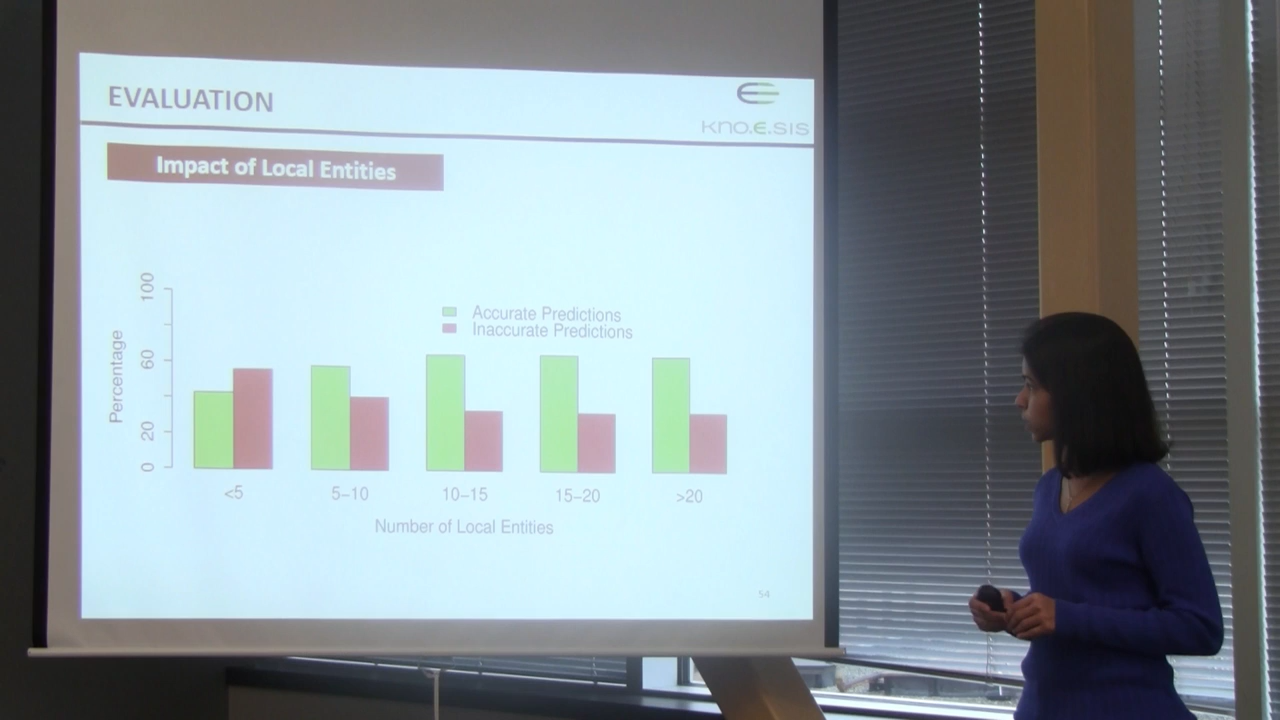 EVALUATION
KNO.E.SIS
Impact of Local Entities
Accurate Predictions
Inaccurate Predictions
Percentage
100
60
20
0
<5
5–10
10–15
15–20
>20
Number of Local Entities
54